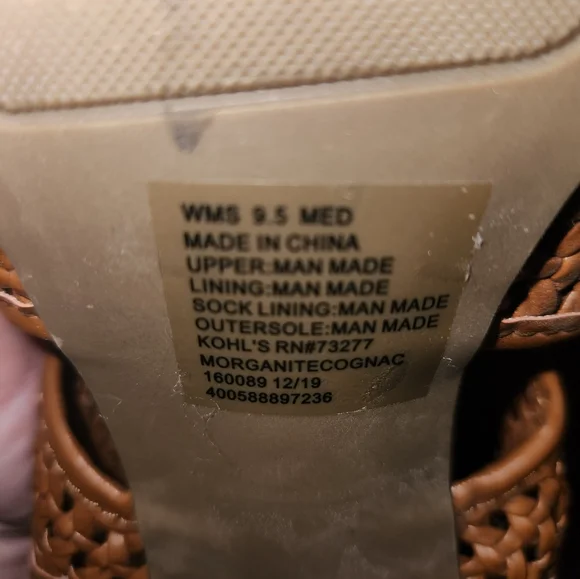 WMS 9.5 MED
MADE IN CHINA
UPPER:MAN MADE
LINING:MAN MADE
SOCK LINING:MAN MADE
OUTERSOLE:MAN MADE
KOHL'S RN#73277
MORGANITECOGNAC
160089 12/19
400588897236